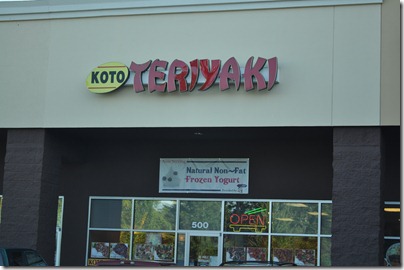 KOTO TERIYAKI
Natural Non-Fat
Frozen Yogurt
500
OPEN